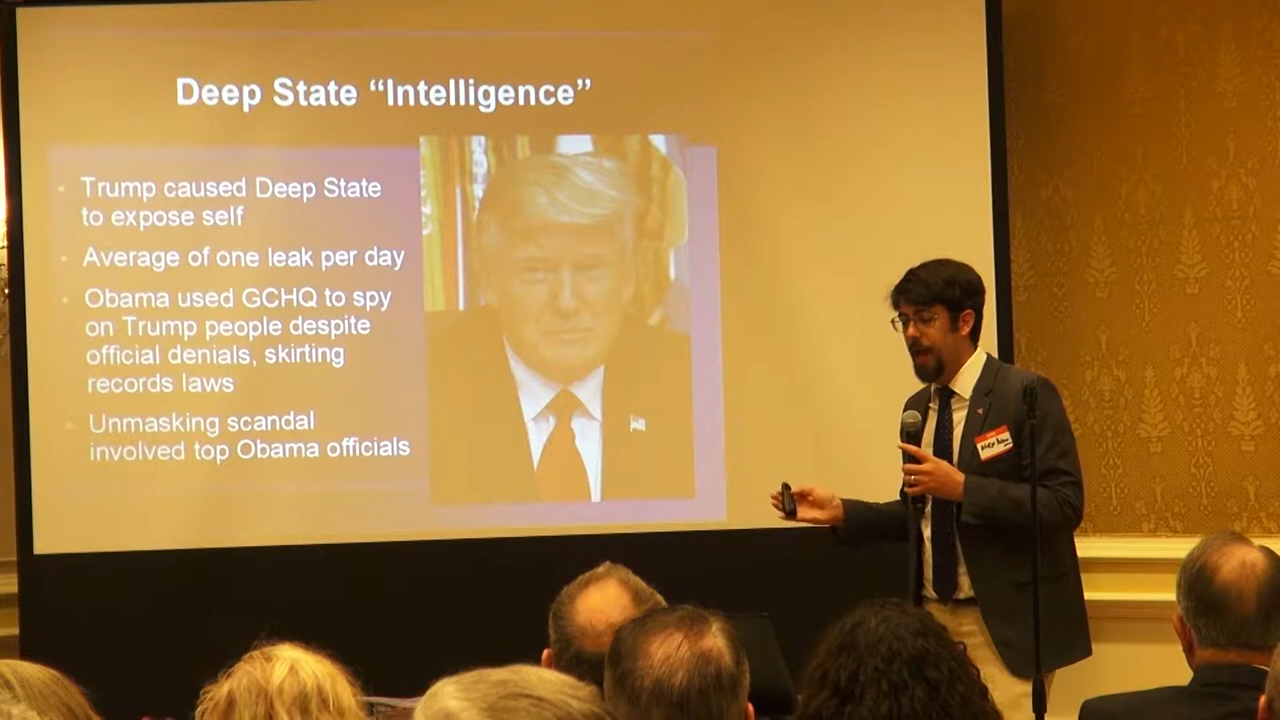 Deep State “Intelligence”
Trump caused Deep State
to expose self
Average of one leak per day
Obama used GCHQ to spy
on Trump people despite
official denials, skirting
records laws
Unmasking scandal
involved top Obama officials